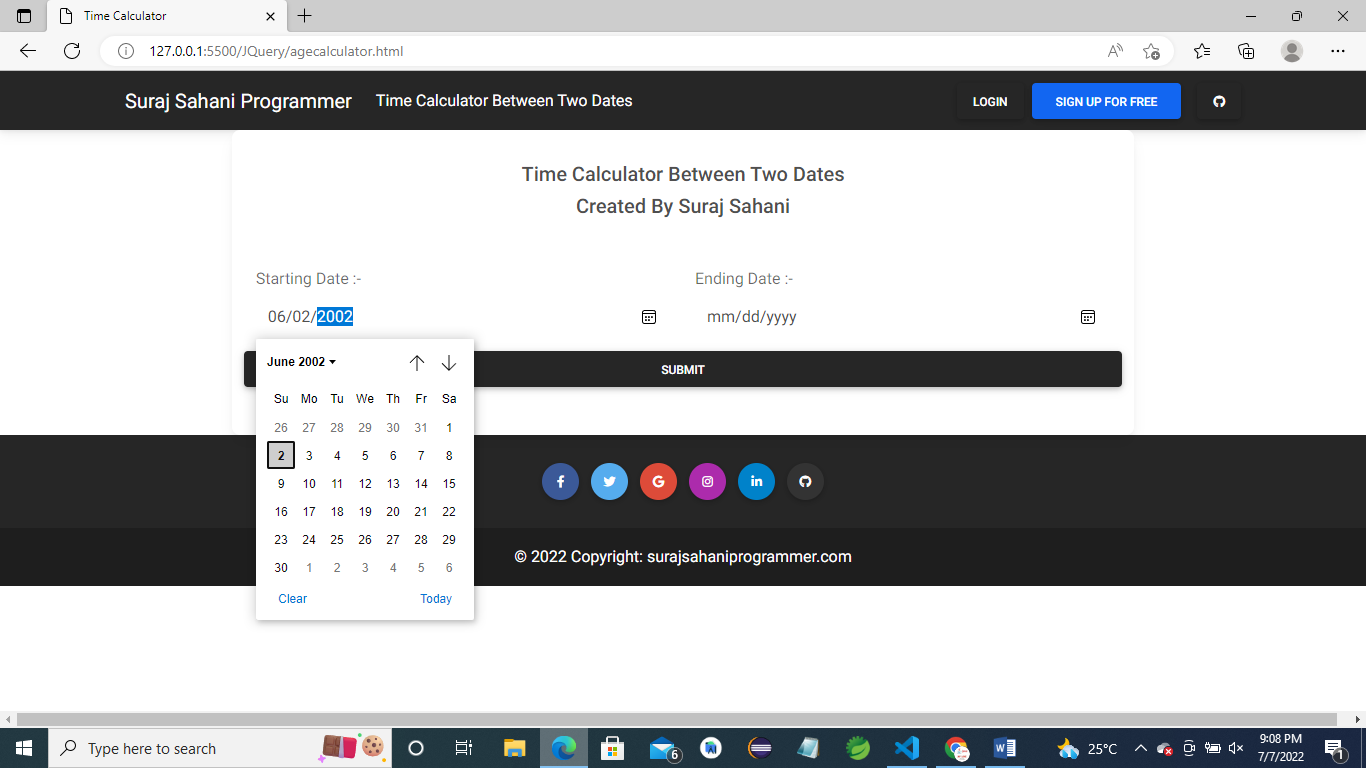 Time Calculator
127.0.0.1:5500/JQuery/agecalculator.html
Suraj Sahani Programmer Time Calculator Between Two Dates LOGIN SIGN UP FOR FREE
Time Calculator Between Two Dates
Created By Suraj Sahani
Starting Date :- Ending Date :-
06/02/2002 mm/dd/yyyy
SUBMIT
June 2002
Su Mo Tu We Th Fr Sa
26 27 28 29 30 31 1
2 3 4 5 6 7 8
9 10 11 12 13 14 15
16 17 18 19 20 21 22
23 24 25 26 27 28 29
30 1 2 3 4 5 6
Clear Today
© 2022 Copyright: surajsahaniprogrammer.com
Type here to search 6 25°C 9:08 PM 1
7/7/2022